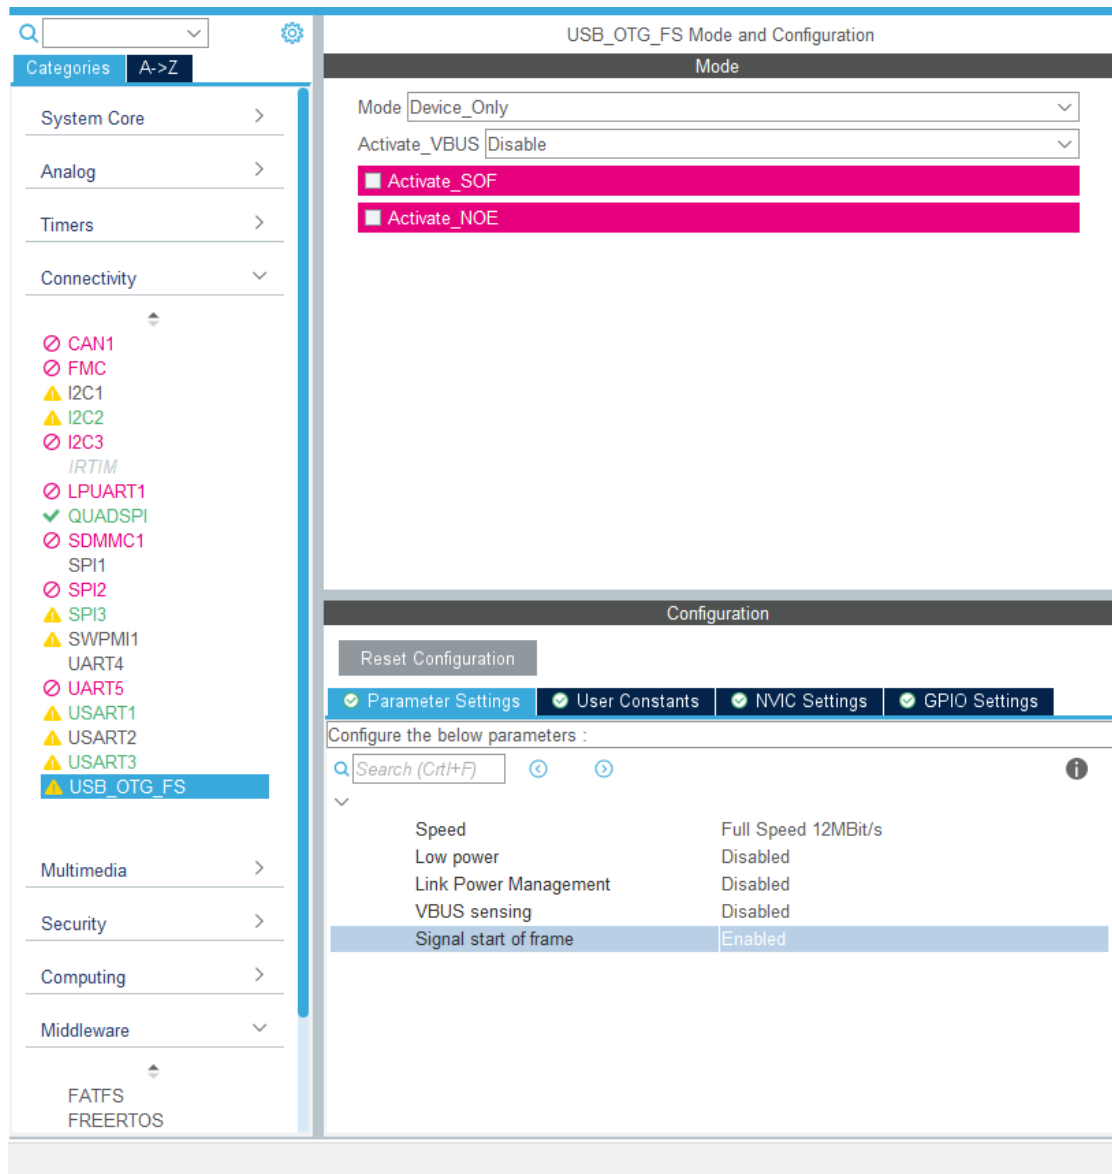 USB_OTG_FS Mode and Configuration
Categories
A->Z
System Core
Analog
Timers
Connectivity
CAN1
FMC
I2C1
I2C2
I2C3
IRTIM
LPUART1
QUADSPI
SDMMC1
SPI1
SPI2
SPI3
SWPMI1
UART4
UART5
USART1
USART2
USART3
USB_OTG_FS
Multimedia
Security
Computing
Middleware
FATFS
FREERTOS
Mode
Mode Device_Only
Activate_VBUS Disable
Activate_SOF
Activate_NOE
Configuration
Reset Configuration
Parameter Settings User Constants NVIC Settings GPIO Settings
Configure the below parameters :
Search (Crtl+F)
Speed Full Speed 12MBit/s
Low power Disabled
Link Power Management Disabled
VBUS sensing Disabled
Signal start of frame Enabled